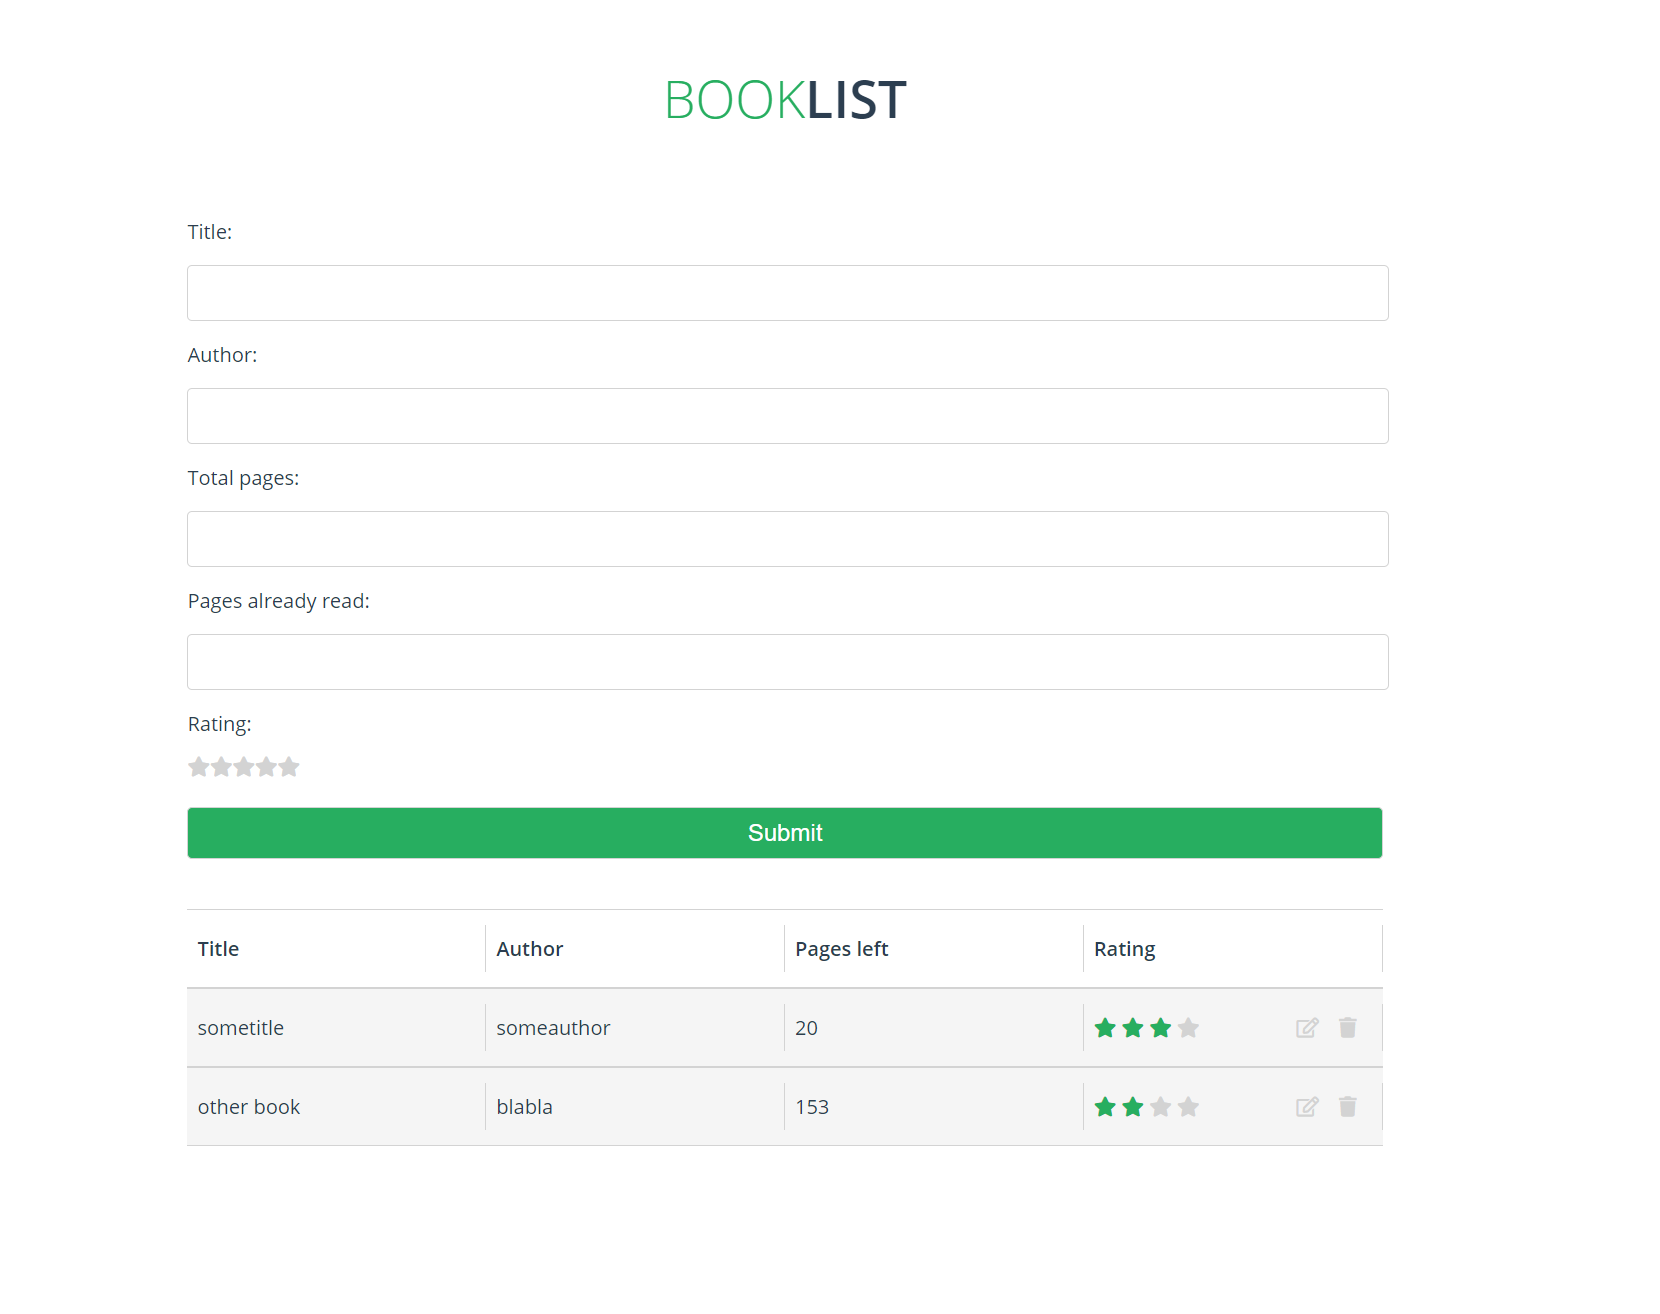 BOOKLIST
Title:
Author:
Total pages:
Pages already read:
Rating:
Submit
Title Author Pages left Rating
sometitle someauthor 20
other book blabla 153